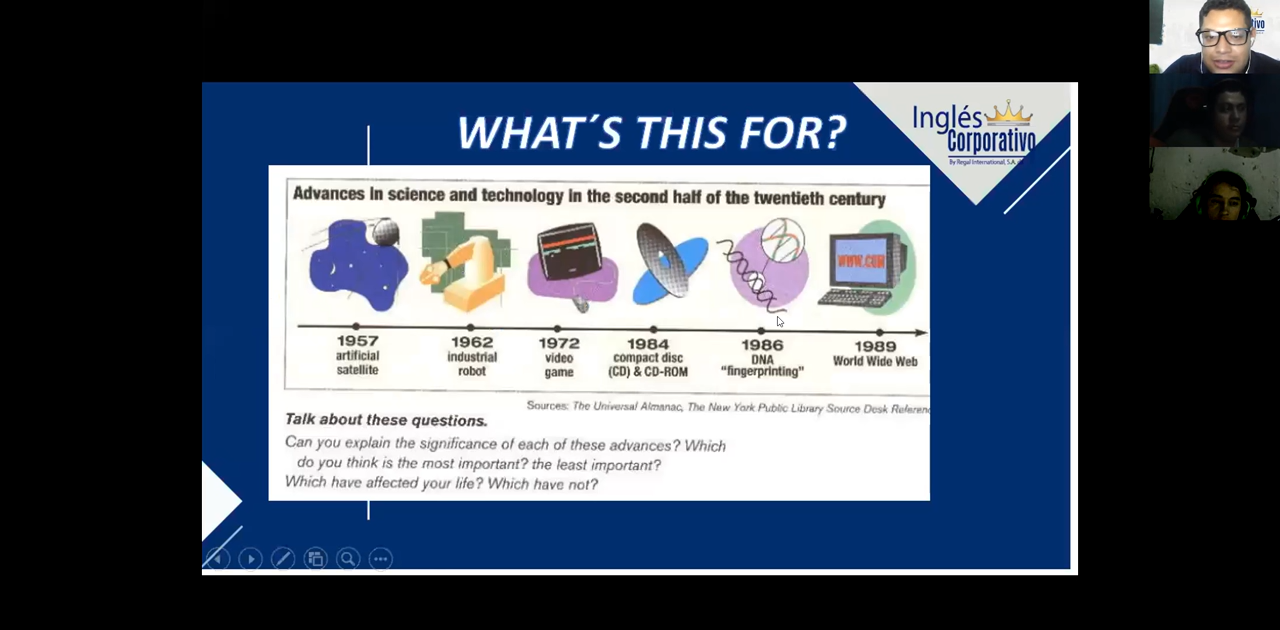 WHAT´S THIS FOR?
Inglés
Corporativo
By Regal International, S.A.
Advances in science and technology in the second half of the twentieth century
WWW.COM
1957
artificial
satellite
1962
industrial
robot
1972
video
game
1984
compact disc
(CD) & CD-ROM
1986
DNA
"fingerprinting"
1989
World Wide Web
Sources: The Universal Almanac, The New York Public Library Source Desk Referen
Talk about these questions.
Can you explain the significance of each of these advances? Which
do you think is the most important? the least important?
Which have affected your life? Which have not?